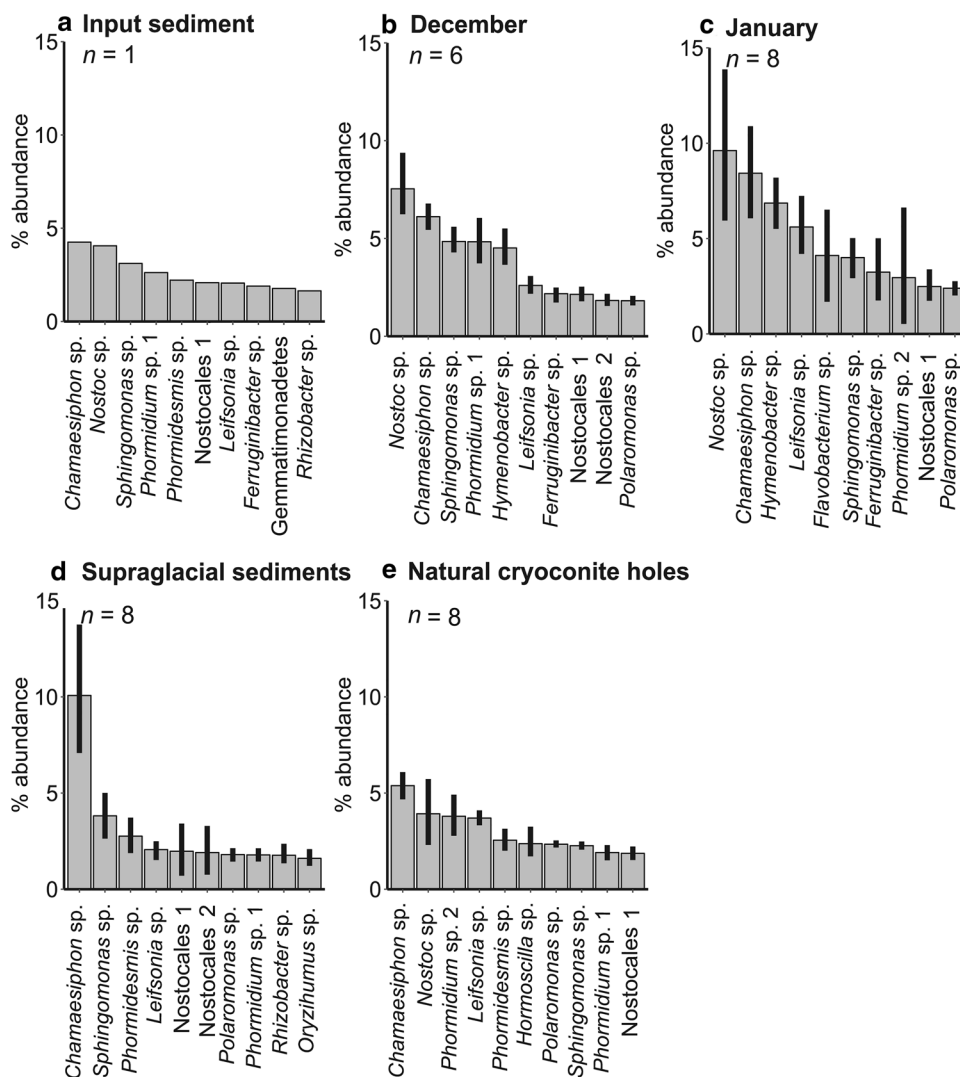 a Input sediment
n = 1
15
10
5
0
% abundance
Chamaesiphon sp.
Nostoc sp.
Sphingomonas sp.
Phormidium sp. 1
Phormidesmis sp.
Nostocales 1
Leifsonia sp.
Ferruginibacter sp.
Gemmatimonadetes
Rhizobacter sp.
b December
n = 6
15
10
5
0
% abundance
Nostoc sp.
Chamaesiphon sp.
Sphingomonas sp.
Phormidium sp. 1
Hymenobacter sp.
Leifsonia sp.
Ferruginibacter sp.
Nostocales 1
Nostocales 2
Polaromonas sp.
c January
n = 8
15
10
5
0
% abundance
Nostoc sp.
Chamaesiphon sp.
Hymenobacter sp.
Leifsonia sp.
Flavobacterium sp.
Sphingomonas sp.
Ferruginibacter sp.
Phormidium sp. 2
Nostocales 1
Polaromonas sp.
d Supraglacial sediments
n = 8
15
10
5
0
% abundance
Chamaesiphon sp.
Sphingomonas sp.
Phormidesmis sp.
Leifsonia sp.
Nostocales 1
Nostocales 2
Polaromonas sp.
Phormidium sp. 1
Rhizobacter sp.
Oryzihumus sp.
e Natural cryoconite holes
n = 8
15
10
5
0
% abundance
Chamaesiphon sp.
Nostoc sp.
Phormidium sp. 2
Leifsonia sp.
Phormidesmis sp.
Hormoscilla sp.
Polaromonas sp.
Sphingomonas sp.
Phormidium sp. 1
Nostocales 1